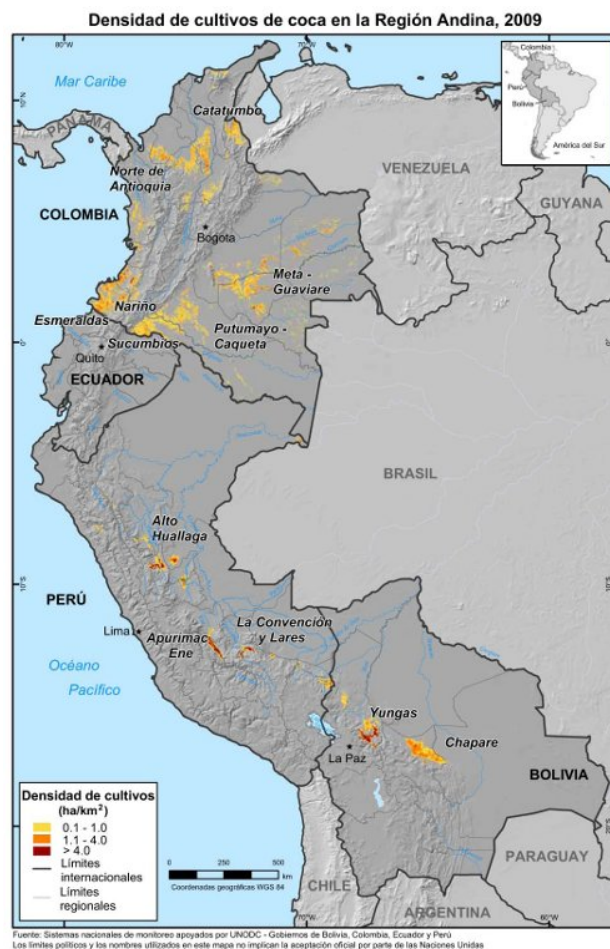 Densidad de cultivos de coca en la Región Andina, 2009
80°W
70°W
Colombia
Perú
Bolivia
América del Sur
Mar Caribe
10°N
Catatumbo
PANAMA
VENEZUELA
Norte de
Antioquia
GUYANA
COLOMBIA
Bogota
Meta -
Guaviare
Nariño
Esmeraldas
Putumayo -
Caqueta
Sucumbios
0°
Quito
ECUADOR
BRASIL
Alto
Huallaga
10°S
PERÚ
La Convención
y Lares
Lima
Apurimac
Ene
Océano
Pacífico
Yungas
Chapare
La Paz
BOLIVIA
Densidad de cultivos
(ha/km²)
0.1 - 1.0
1.1 - 4.0
> 4.0
Límites
internacionales
Límites
regionales
0 250 500
km
Coordenadas geográficas WGS 84
20°S
PARAGUAY
CHILE
ARGENTINA
70°W
60°W
Fuente: Sistemas nacionales de monitoreo apoyados por UNODC - Gobiernos de Bolivia, Colombia, Ecuador y Perú
Los límites políticos y los nombres utilizados en este mapa no implican la aceptación oficial por parte de las Naciones Unidas